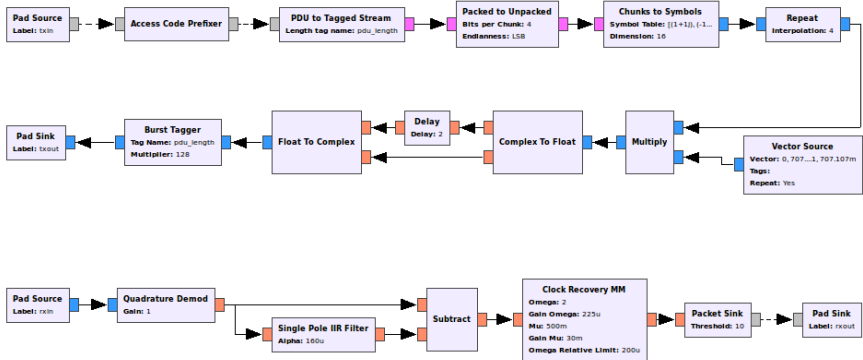 Pad Source
Label: txin
Access Code Prefixer
PDU to Tagged Stream
Length tag name: pdu_length
Packed to Unpacked
Bits per Chunk: 4
Endianness: LSB
Chunks to Symbols
Symbol Table: [(1+1j), (-1...
Dimension: 16
Repeat
Interpolation: 4
Pad Sink
Label: txout
Burst Tagger
Tag Name: pdu_length
Multiplier: 128
Float To Complex
Delay
Delay: 2
Complex To Float
Multiply
Vector Source
Vector: 0, 707...1, 707.107m
Tags:
Repeat: Yes
Pad Source
Label: rxin
Quadrature Demod
Gain: 1
Single Pole IIR Filter
Alpha: 160u
Subtract
Clock Recovery MM
Omega: 2
Gain Omega: 225u
Mu: 500m
Gain Mu: 30m
Omega Relative Limit: 200u
Packet Sink
Threshold: 10
Pad Sink
Label: rxout